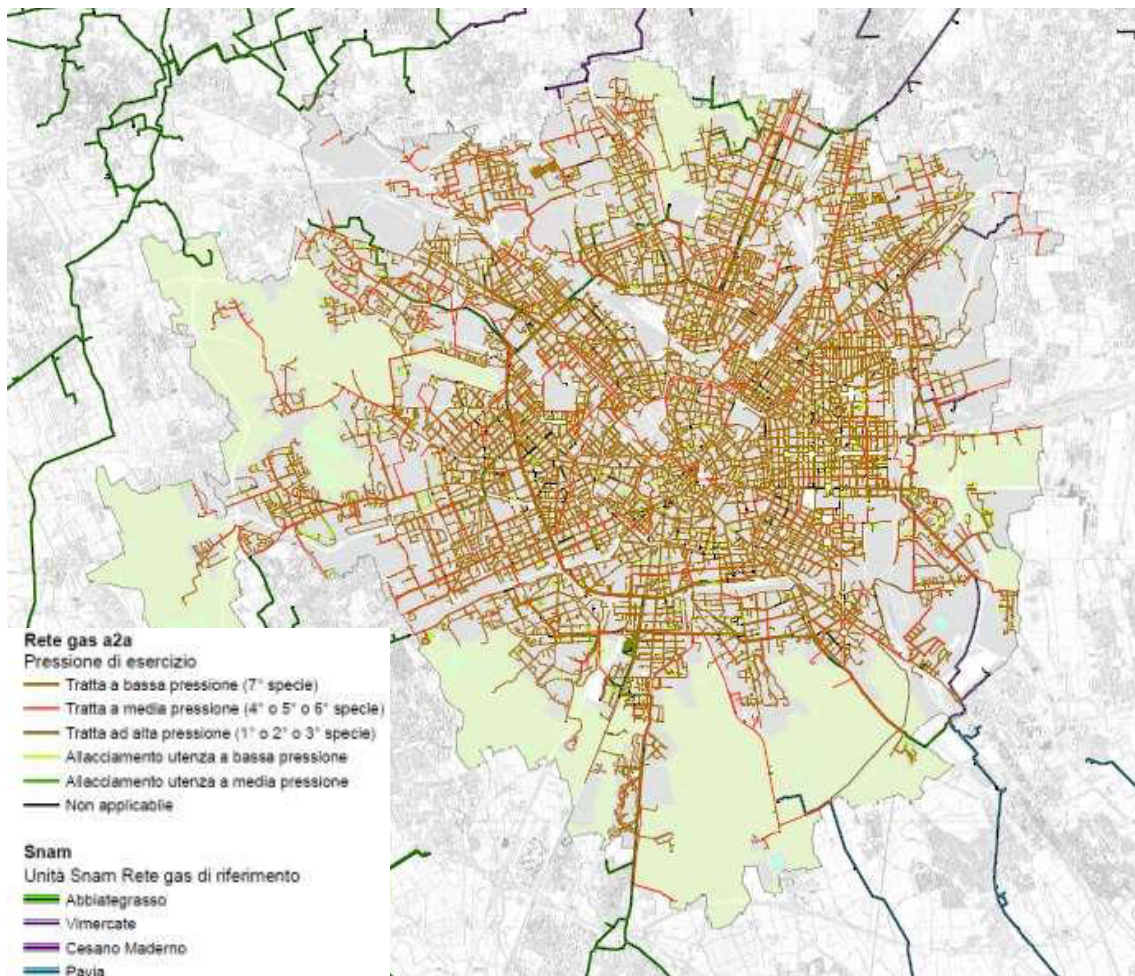 Rete gas a2a
Pressione di esercizio
Tratta a bassa pressione (7° specie)
Tratta a media pressione (4° o 5° o 6° specie)
Tratta ad alta pressione (1° o 2° o 3° specie)
Allacciamento utenza a bassa pressione
Allacciamento utenza a media pressione
Non applicabile
Snam
Unità Snam Rete gas di riferimento
Abbiategrasso
Vimercate
Cesano Maderno
Pavia